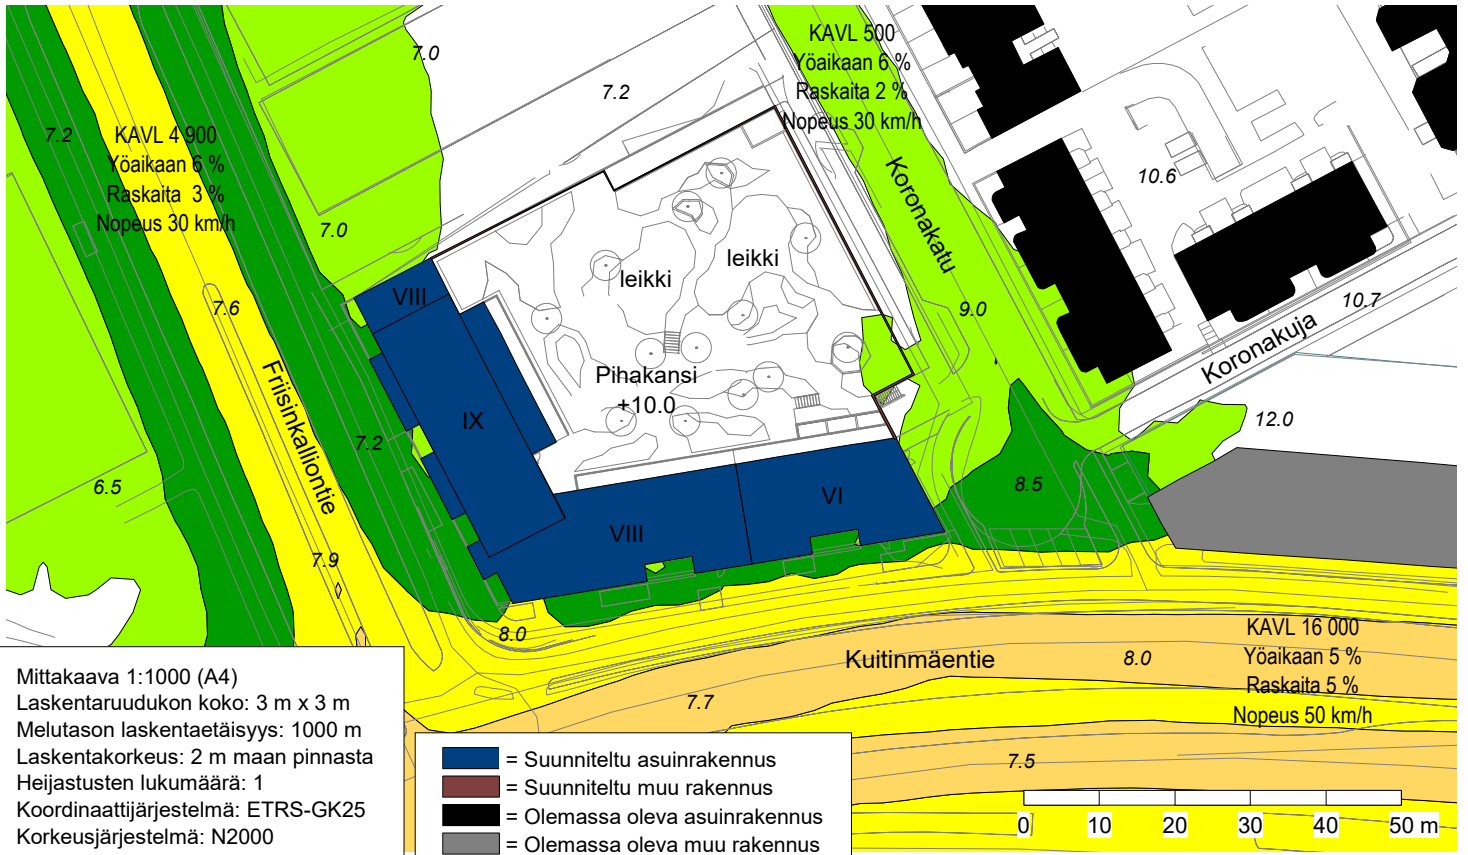 7.0
KAVL 500
Yöaikaan 6 %
Raskaita 2 %
Nopeus 30 km/h
7.2
7.2
KAVL 4 900
Yöaikaan 6 %
Raskaita 3 %
Nopeus 30 km/h
7.0
Koronakatu
10.6
leikki
leikki
VIII
7.6
9.0
10.7
Koronakuja
Friisinkalliontie
Pihakansi
+10.0
IX
7.2
12.0
6.5
8.5
VI
VIII
7.9
8.0
KAVL 16 000
Yöaikaan 5 %
Raskaita 5 %
Nopeus 50 km/h
Kuitinmäentie
8.0
7.7
7.5
Mittakaava 1:1000 (A4)
Laskentaruudukon koko: 3 m x 3 m
Melutason laskentaetäisyys: 1000 m
Laskentakorkeus: 2 m maan pinnasta
Heijastusten lukumäärä: 1
Koordinaattijärjestelmä: ETRS-GK25
Korkeusjärjestelmä: N2000
= Suunniteltu asuinrakennus
= Suunniteltu muu rakennus
= Olemassa oleva asuinrakennus
= Olemassa oleva muu rakennus
0 10 20 30 40 50 m